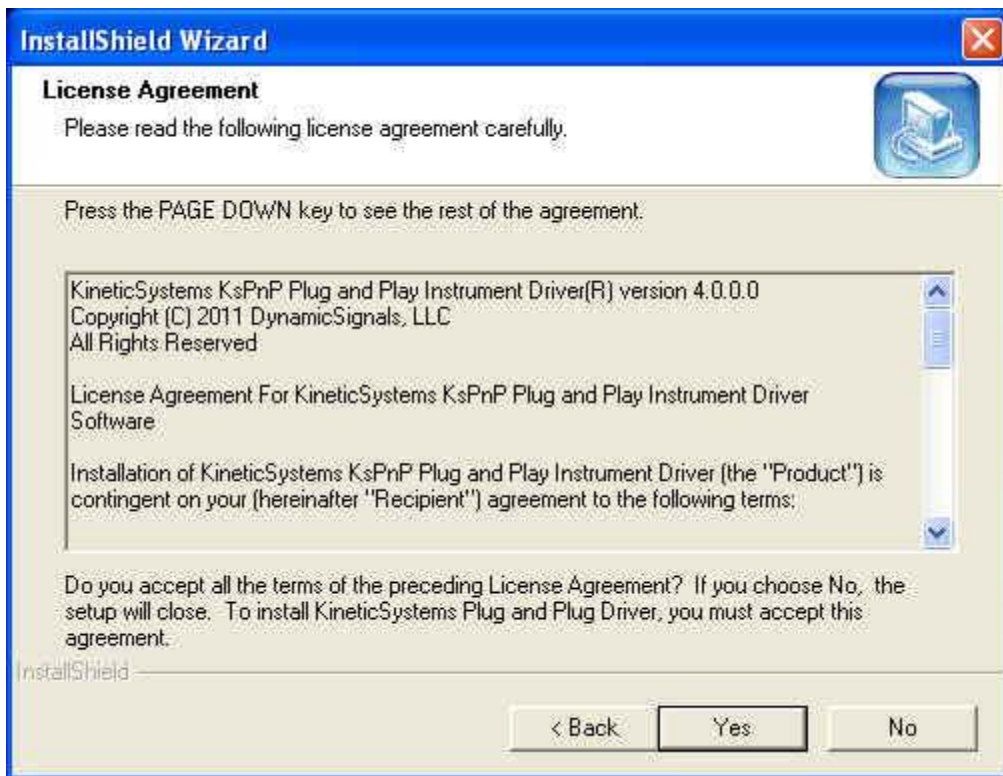 InstallShield Wizard
License Agreement
Please read the following license agreement carefully.
Press the PAGE DOWN key to see the rest of the agreement.
KineticSystems KsPnP Plug and Play Instrument Driver(R) version 4.0.0.0
Copyright (C) 2011 DynamicSignals, LLC
All Rights Reserved
License Agreement For KineticSystems KsPnP Plug and Play Instrument Driver
Software
Installation of KineticSystems KsPnP Plug and Play Instrument Driver (the "Product") is
contingent on your (hereinafter "Recipient") agreement to the following terms:
Do you accept all the terms of the preceding License Agreement?  If you choose No,  the
setup will close.  To install KineticSystems Plug and Plug Driver, you must accept this
agreement.
InstallShield
< Back
Yes
No